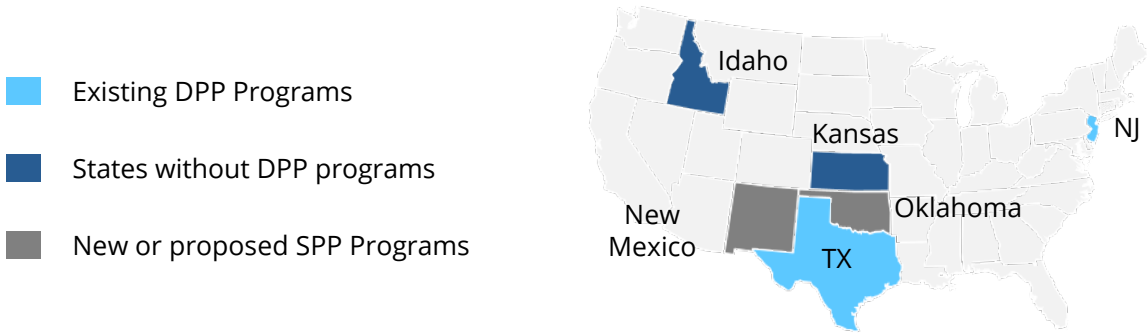 Existing DPP Programs
States without DPP programs
New or proposed SPP Programs
Idaho
Kansas
NJ
New
Mexico
Oklahoma
TX